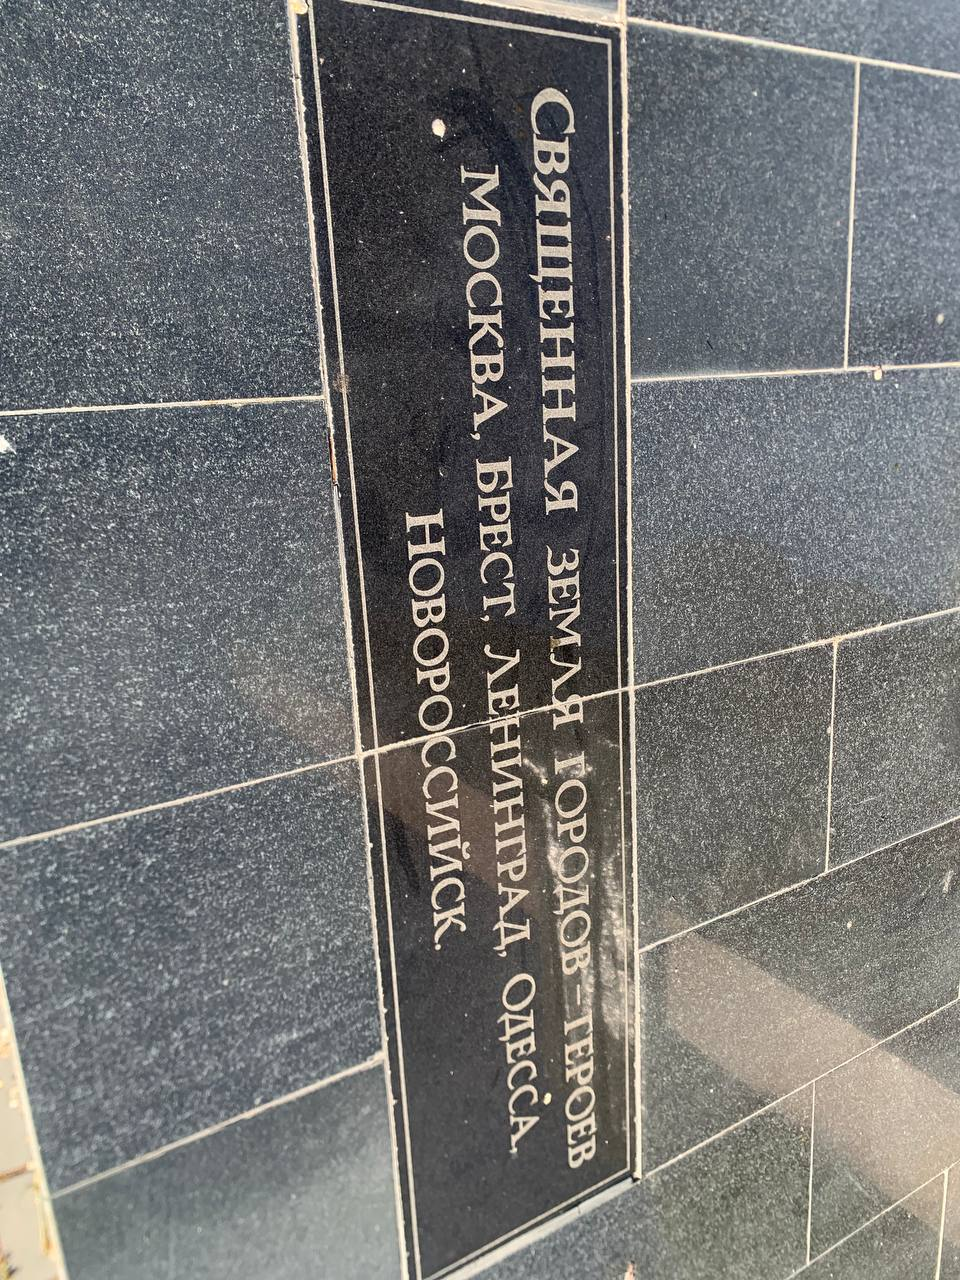 СВЯЩЕННАЯ ЗЕМЛЯ ГОРОДОВ-ГЕРОЕВ
МОСКВА, БРЕСТ, ЛЕНИНГРАД, ОДЕССА,
НОВОРОССИЙСК.